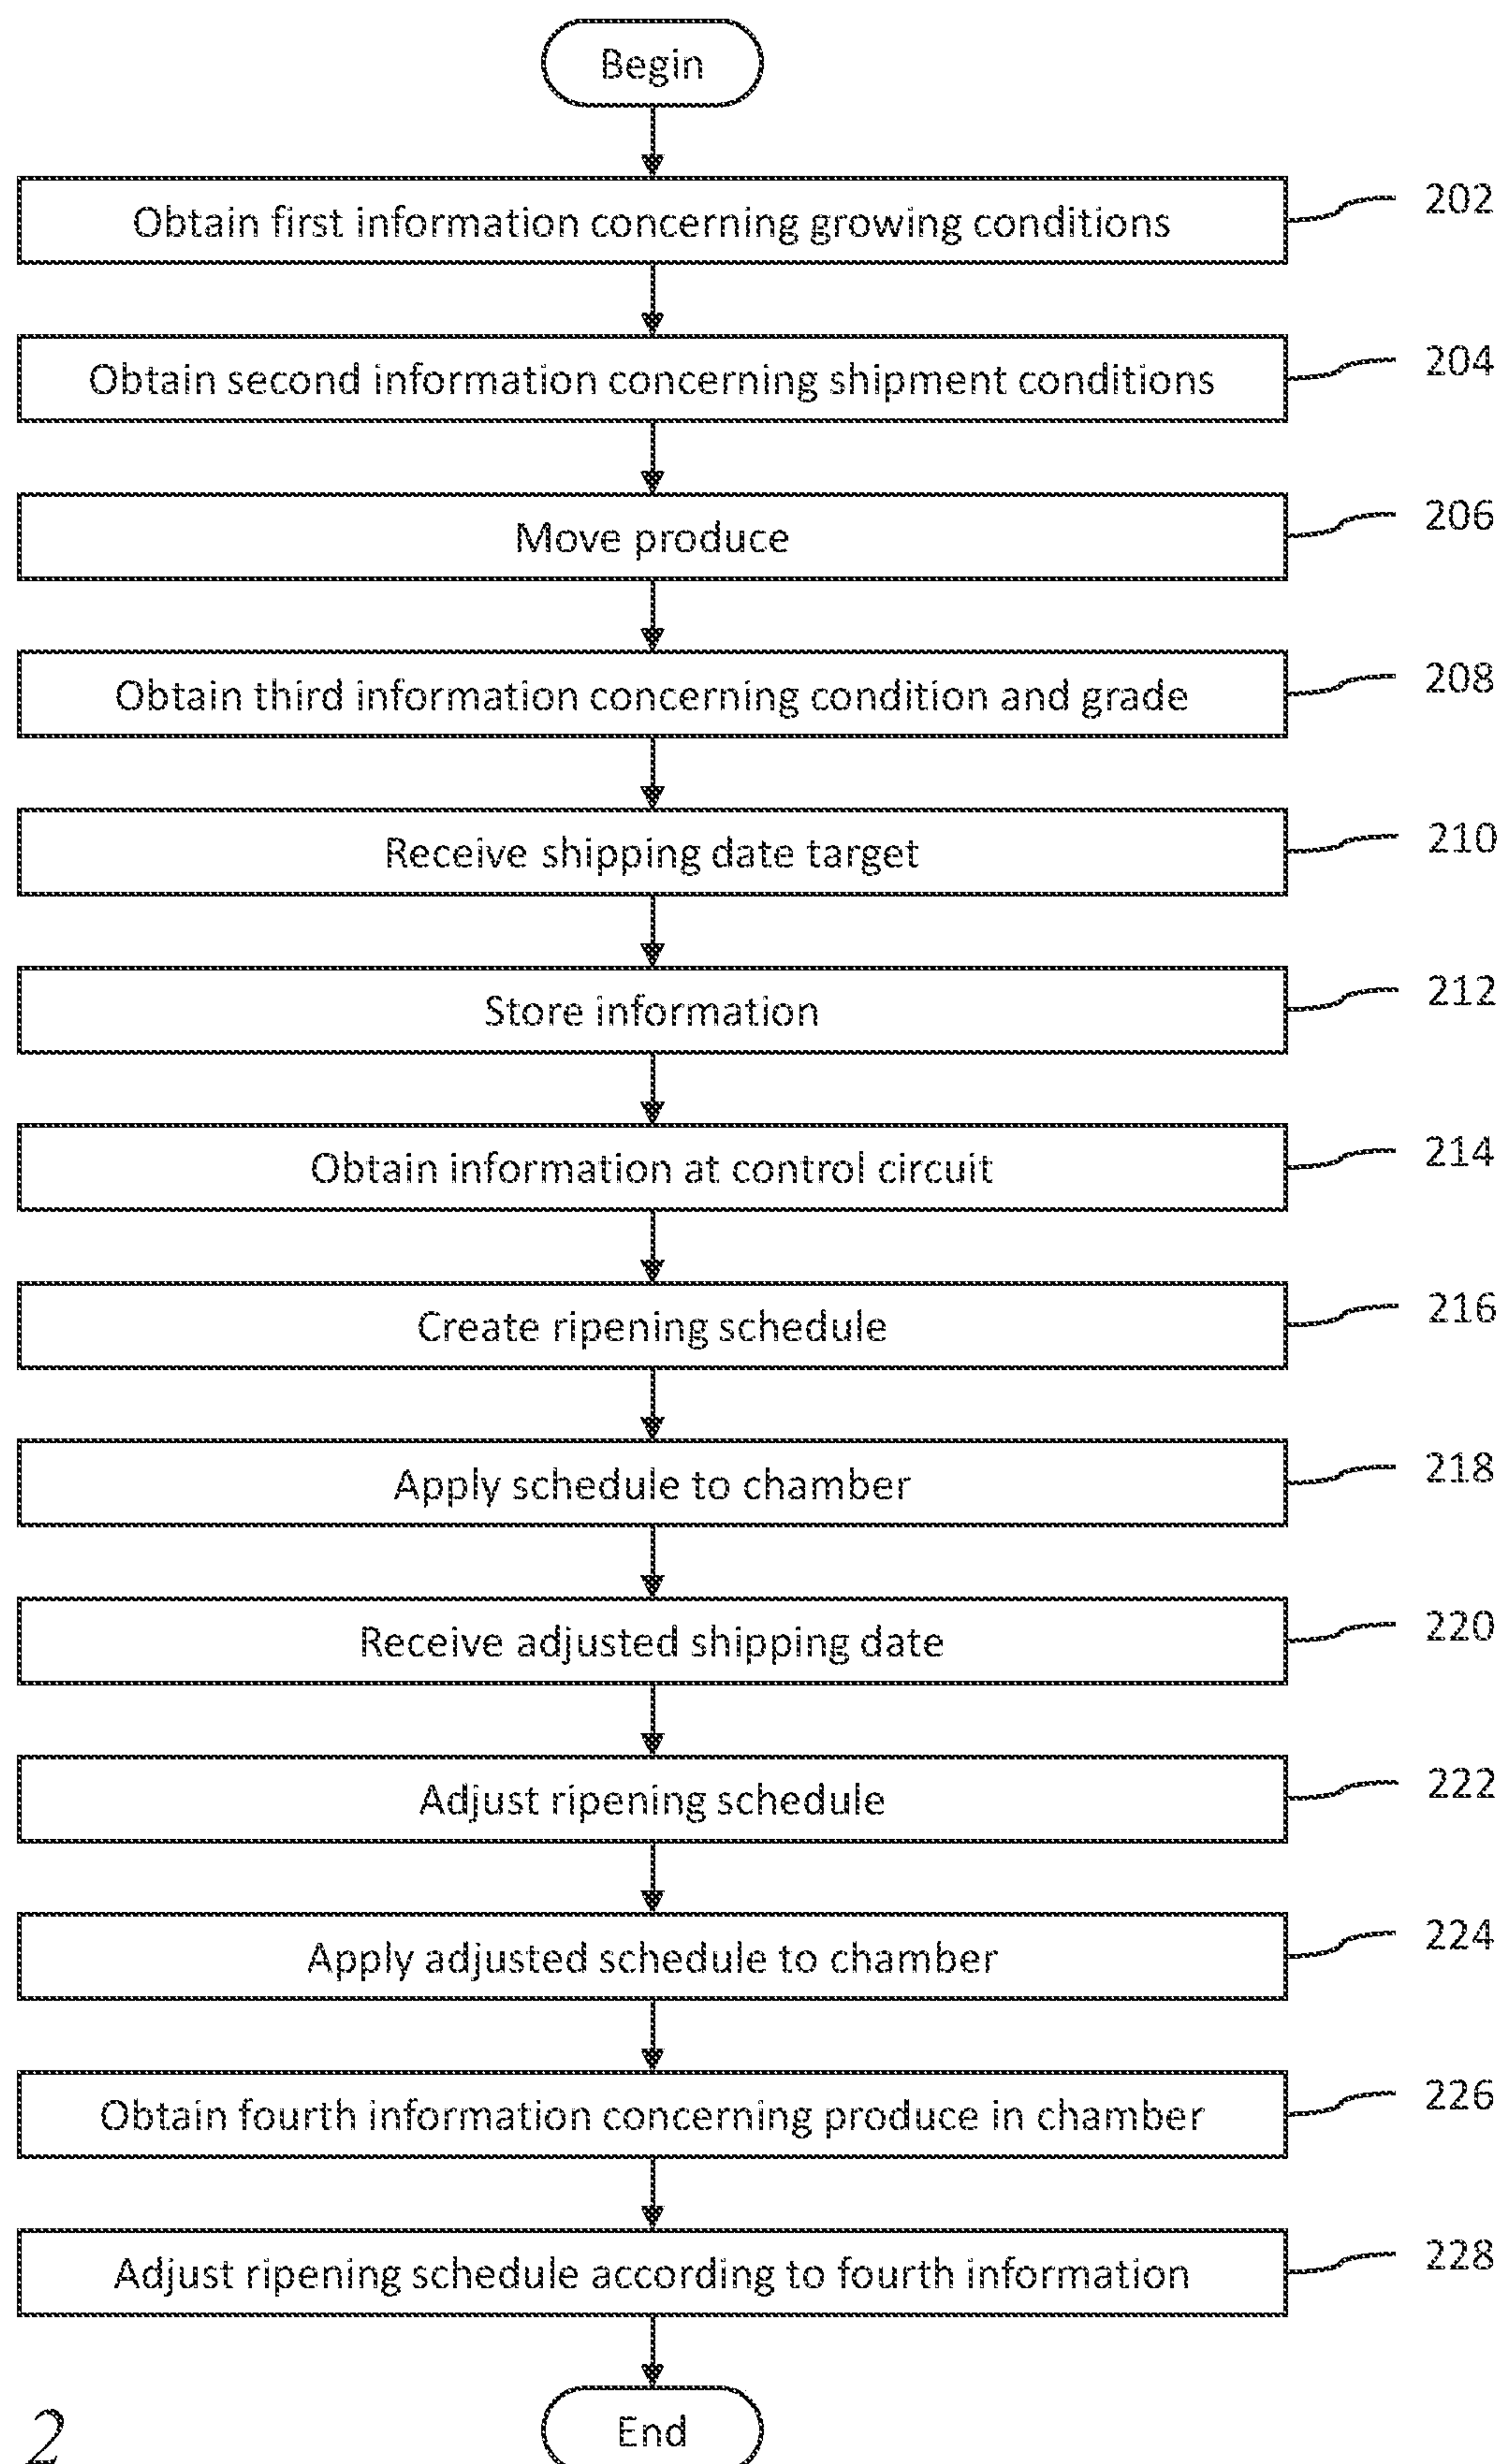 Begin
Obtain first information concerning growing conditions
202
Obtain second information concerning shipment conditions
204
Move produce
206
Obtain third information concerning condition and grade
208
Receive shipping date target
210
Store information
212
Obtain information at control circuit
214
Create ripening schedule
216
Apply schedule to chamber
218
Receive adjusted shipping date
220
Adjust ripening schedule
222
Apply adjusted schedule to chamber
224
Obtain fourth information concerning produce in chamber
226
Adjust ripening schedule according to fourth information
228
End
2